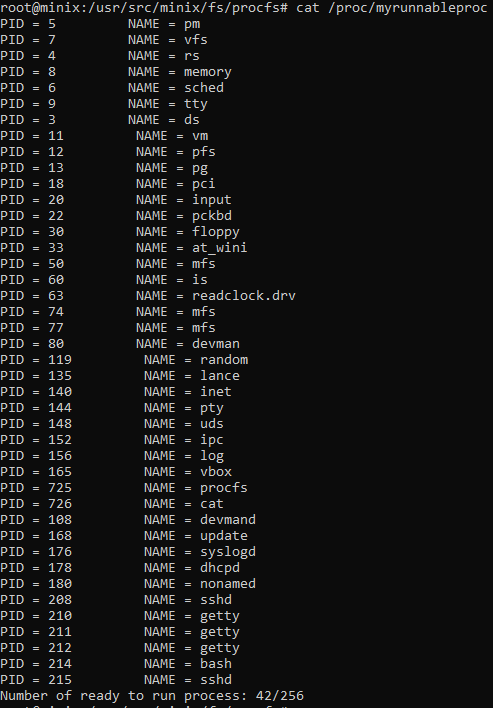 root@minix:/usr/src/minix/fs/procfs# cat /proc/myrunnableproc
PID = 5         NAME = pm
PID = 7         NAME = vfs
PID = 4         NAME = rs
PID = 8         NAME = memory
PID = 6         NAME = sched
PID = 9         NAME = tty
PID = 3         NAME = ds
PID = 11         NAME = vm
PID = 12         NAME = pfs
PID = 13         NAME = pg
PID = 18         NAME = pci
PID = 20         NAME = input
PID = 22         NAME = pckbd
PID = 30         NAME = floppy
PID = 33         NAME = at_wini
PID = 50         NAME = mfs
PID = 60         NAME = is
PID = 63         NAME = readclock.drv
PID = 74         NAME = mfs
PID = 77         NAME = mfs
PID = 80         NAME = devman
PID = 119         NAME = random
PID = 135         NAME = lance
PID = 140         NAME = inet
PID = 144         NAME = pty
PID = 148         NAME = uds
PID = 152         NAME = ipc
PID = 156         NAME = log
PID = 165         NAME = vbox
PID = 725         NAME = procfs
PID = 726         NAME = cat
PID = 108         NAME = devmand
PID = 168         NAME = update
PID = 176         NAME = syslogd
PID = 178         NAME = dhcpd
PID = 180         NAME = nonamed
PID = 208         NAME = sshd
PID = 210         NAME = getty
PID = 211         NAME = getty
PID = 212         NAME = getty
PID = 214         NAME = bash
PID = 215         NAME = sshd
Number of ready to run process: 42/256